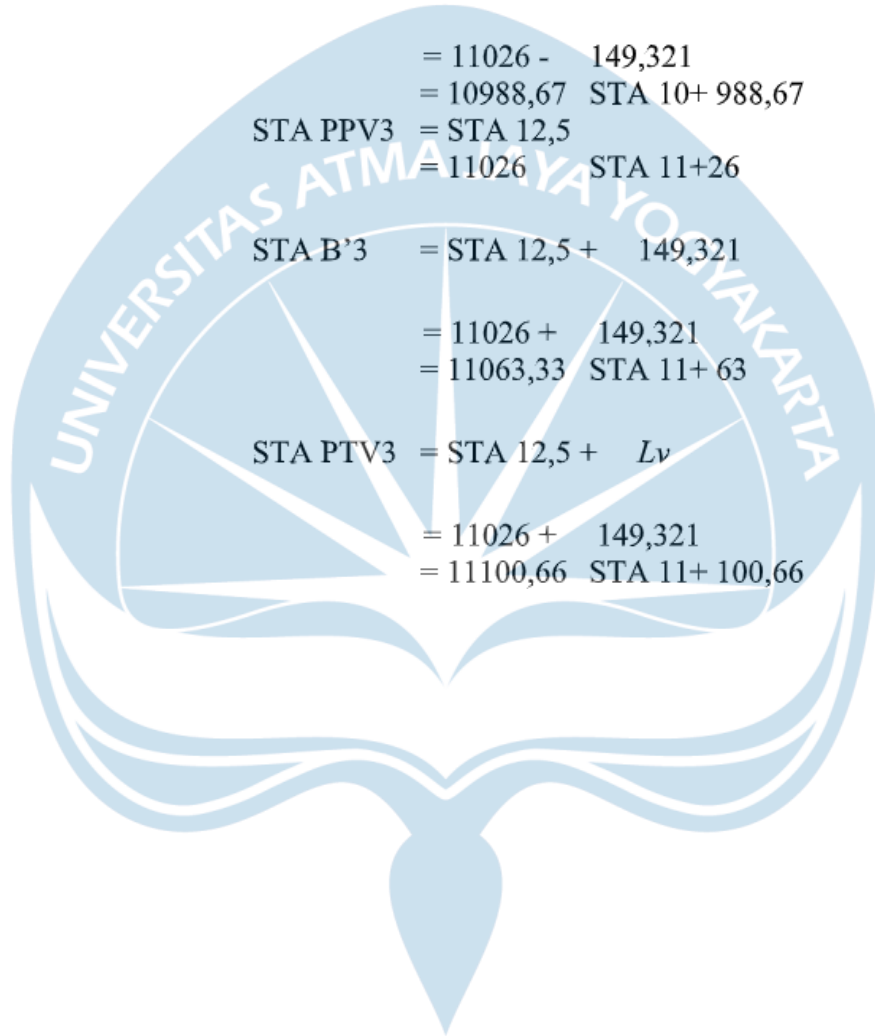 = 11026 - 149,321
= 10988,67 STA 10+ 988,67
STA PPV3 = STA 12,5
= 11026 STA 11+26
STA B’3 = STA 12,5 + 149,321
= 11026 + 149,321
= 11063,33 STA 11+ 63
STA PTV3 = STA 12,5 + Lv
= 11026 + 149,321
= 11100,66 STA 11+ 100,66
UNIVERSITAS ATMA JAYA YOGYAKARTA